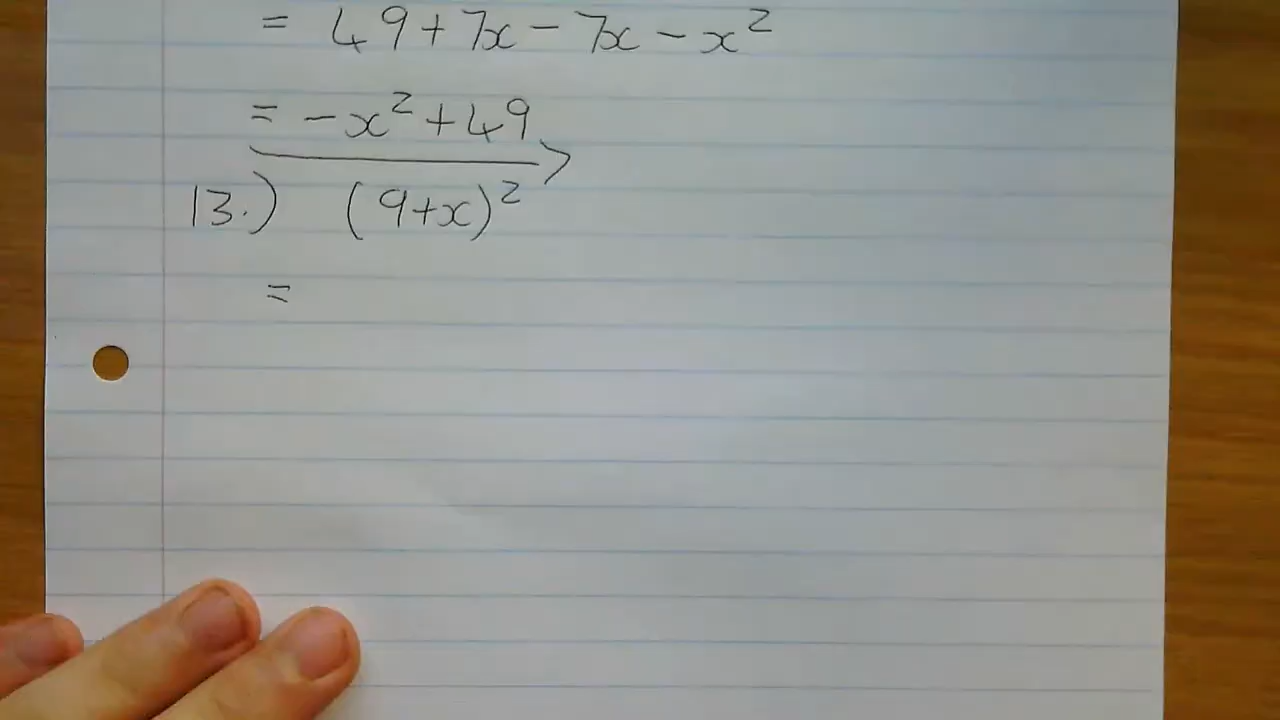 = 49+7x-7x-x²
= -x²+49
13.) (9+x)²
=